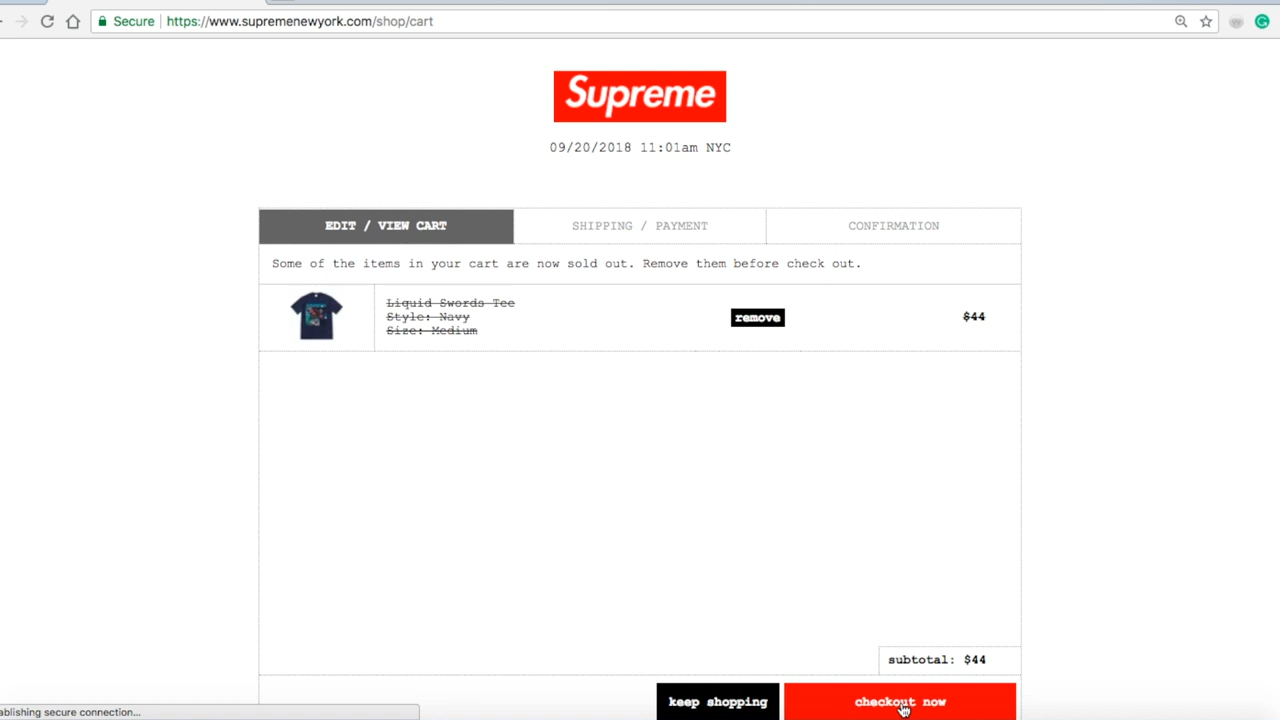 Secure
https://www.supremenewyork.com/shop/cart
Supreme
09/20/2018 11:01am NYC
EDIT / VIEW CART
SHIPPING / PAYMENT
CONFIRMATION
Some of the items in your cart are now sold out. Remove them before check out.
Liquid Swords Tee
Style: Navy
Size: Medium
remove
$44
subtotal: $44
keep shopping
checkout now
ablishing secure connection...